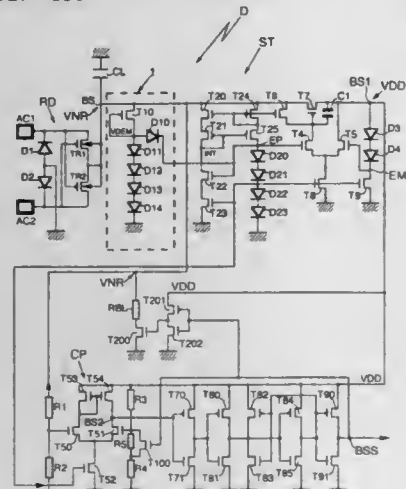 D
ST
1
CL
BS
VNR
RD
AC1
D1
TR1
D2
TR2
AC2
T10
VDEM
D10
D11
D12
D13
D14
T20
T24
T6
T7
C1
BS1
VDD
T21
T25
INT
EP
D20
D21
D22
D23
T22
T23
T4
T5
T8
T9
D3
D4
EM
VNR
VDD
R8L
T201
T200
T202
CP
T53
T54
VDD
R1
R3
BS2
T51
T50
R5
R4
T100
R2
T52
T70
T71
T80
T81
T82
T83
T84
T85
T90
T91
BSS